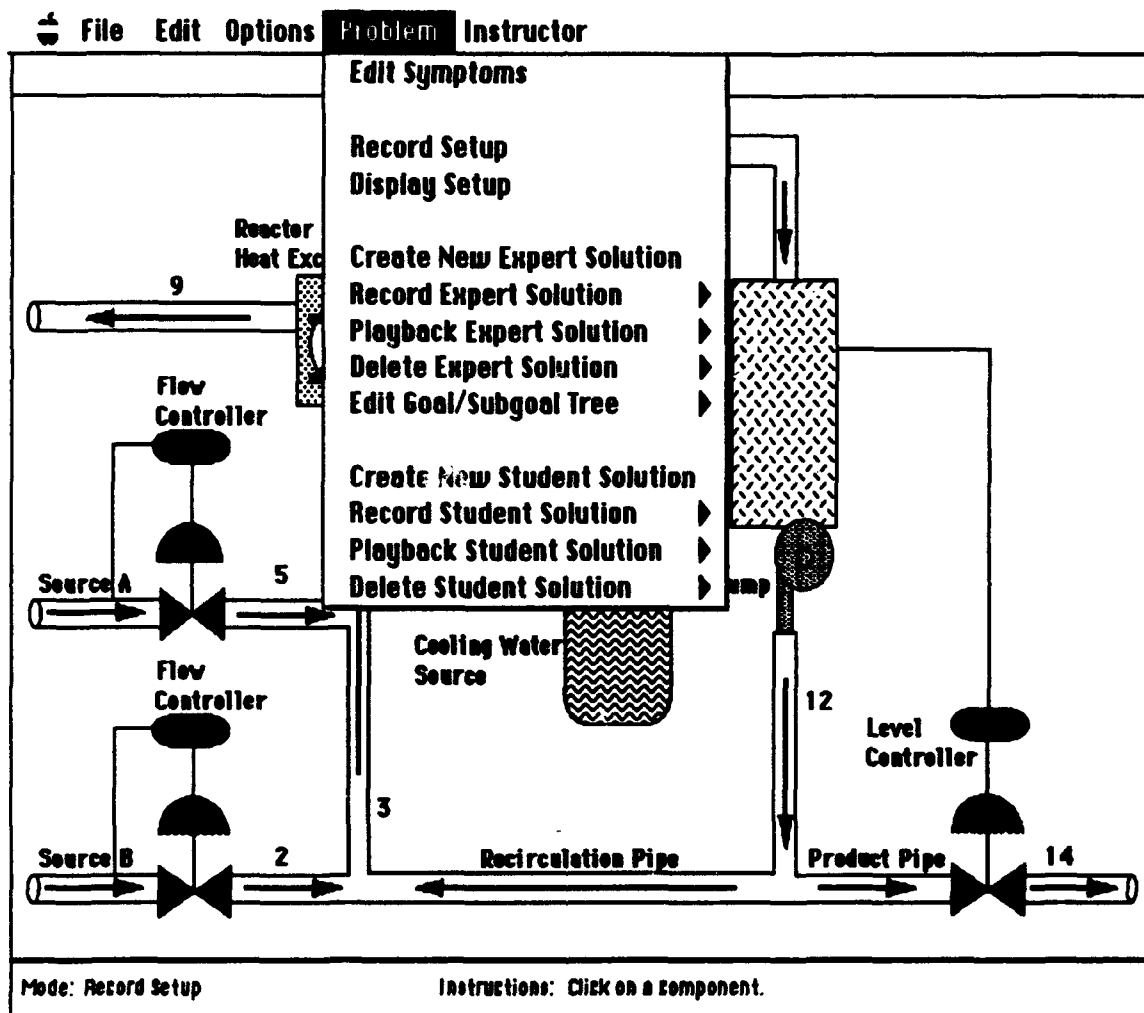 File Edit Options Problem Instructor
Edit Symptoms
Record Setup
Display Setup
Create New Expert Solution
Record Expert Solution
Playback Expert Solution
Delete Expert Solution
Edit Goal/Subgoal Tree
Create New Student Solution
Record Student Solution
Playback Student Solution
Delete Student Solution
Reactor
Heat Exc
9
Flow
Controller
Source A
5
ump
Cooling Water
Source
Flow
Controller
12
Level
Controller
3
Source B
2
Recirculation Pipe
Product Pipe
14
Mode: Record Setup
Instructions: Click on a component.